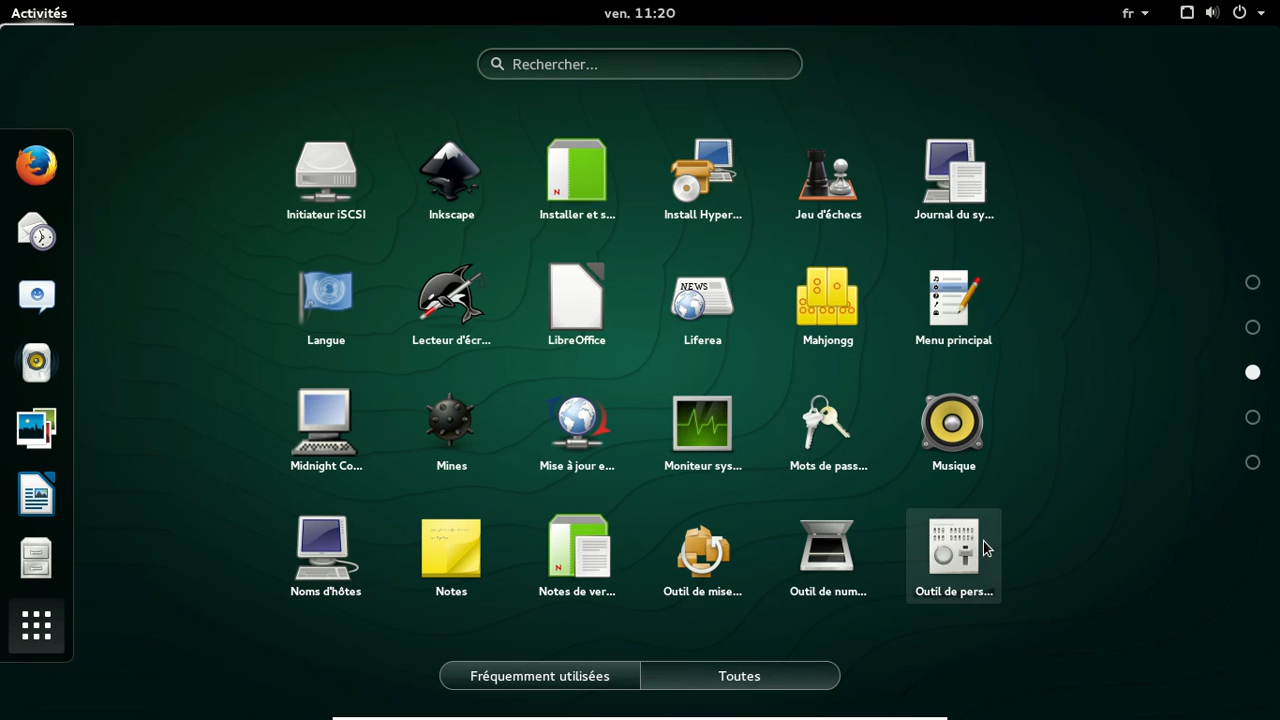 Activités
ven. 11:20
fr
Rechercher...
Initiateur iSCSI
Inkscape
Installer et s...
Install Hyper...
Jeu d'échecs
Journal du sy...
Langue
Lecteur d'écr...
LibreOffice
Liferea
Mahjongg
Menu principal
Midnight Co...
Mines
Mise à jour e...
Moniteur sys...
Mots de pass...
Musique
Noms d'hôtes
Notes
Notes de ver...
Outil de mise...
Outil de num...
Outil de pers...
Fréquemment utilisées
Toutes
N
NEWS
N